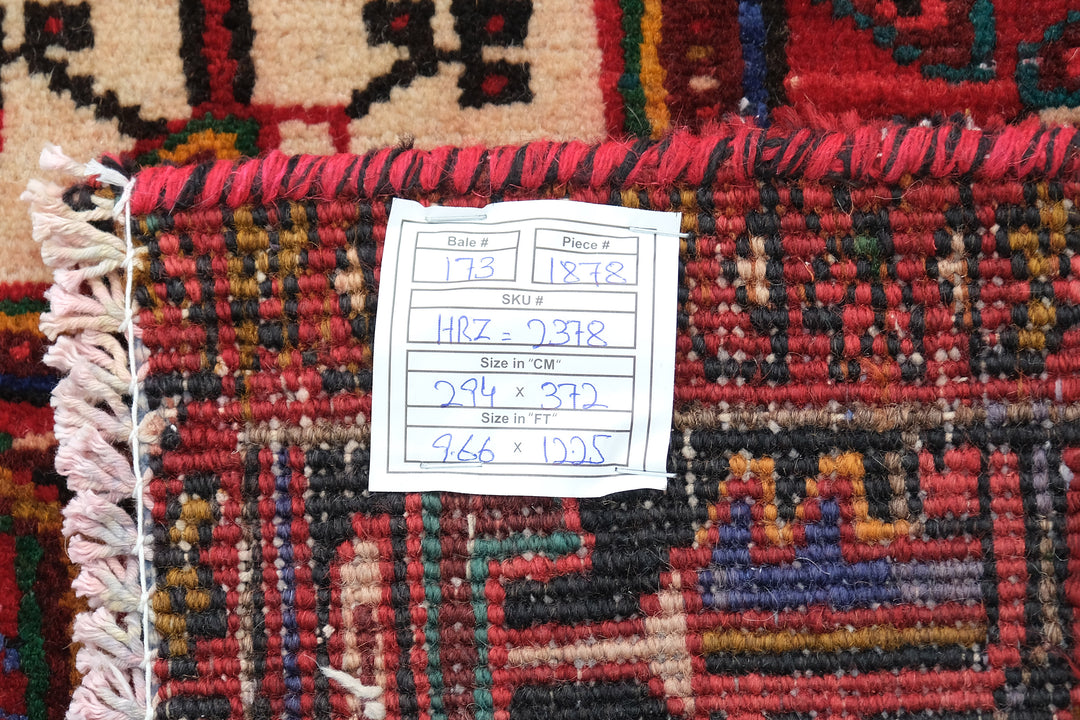 Bale # Piece #
173 1878
SKU #
HRZ = 2378
Size in "CM"
294 x 372
Size in "FT"
9.66 x 12.25